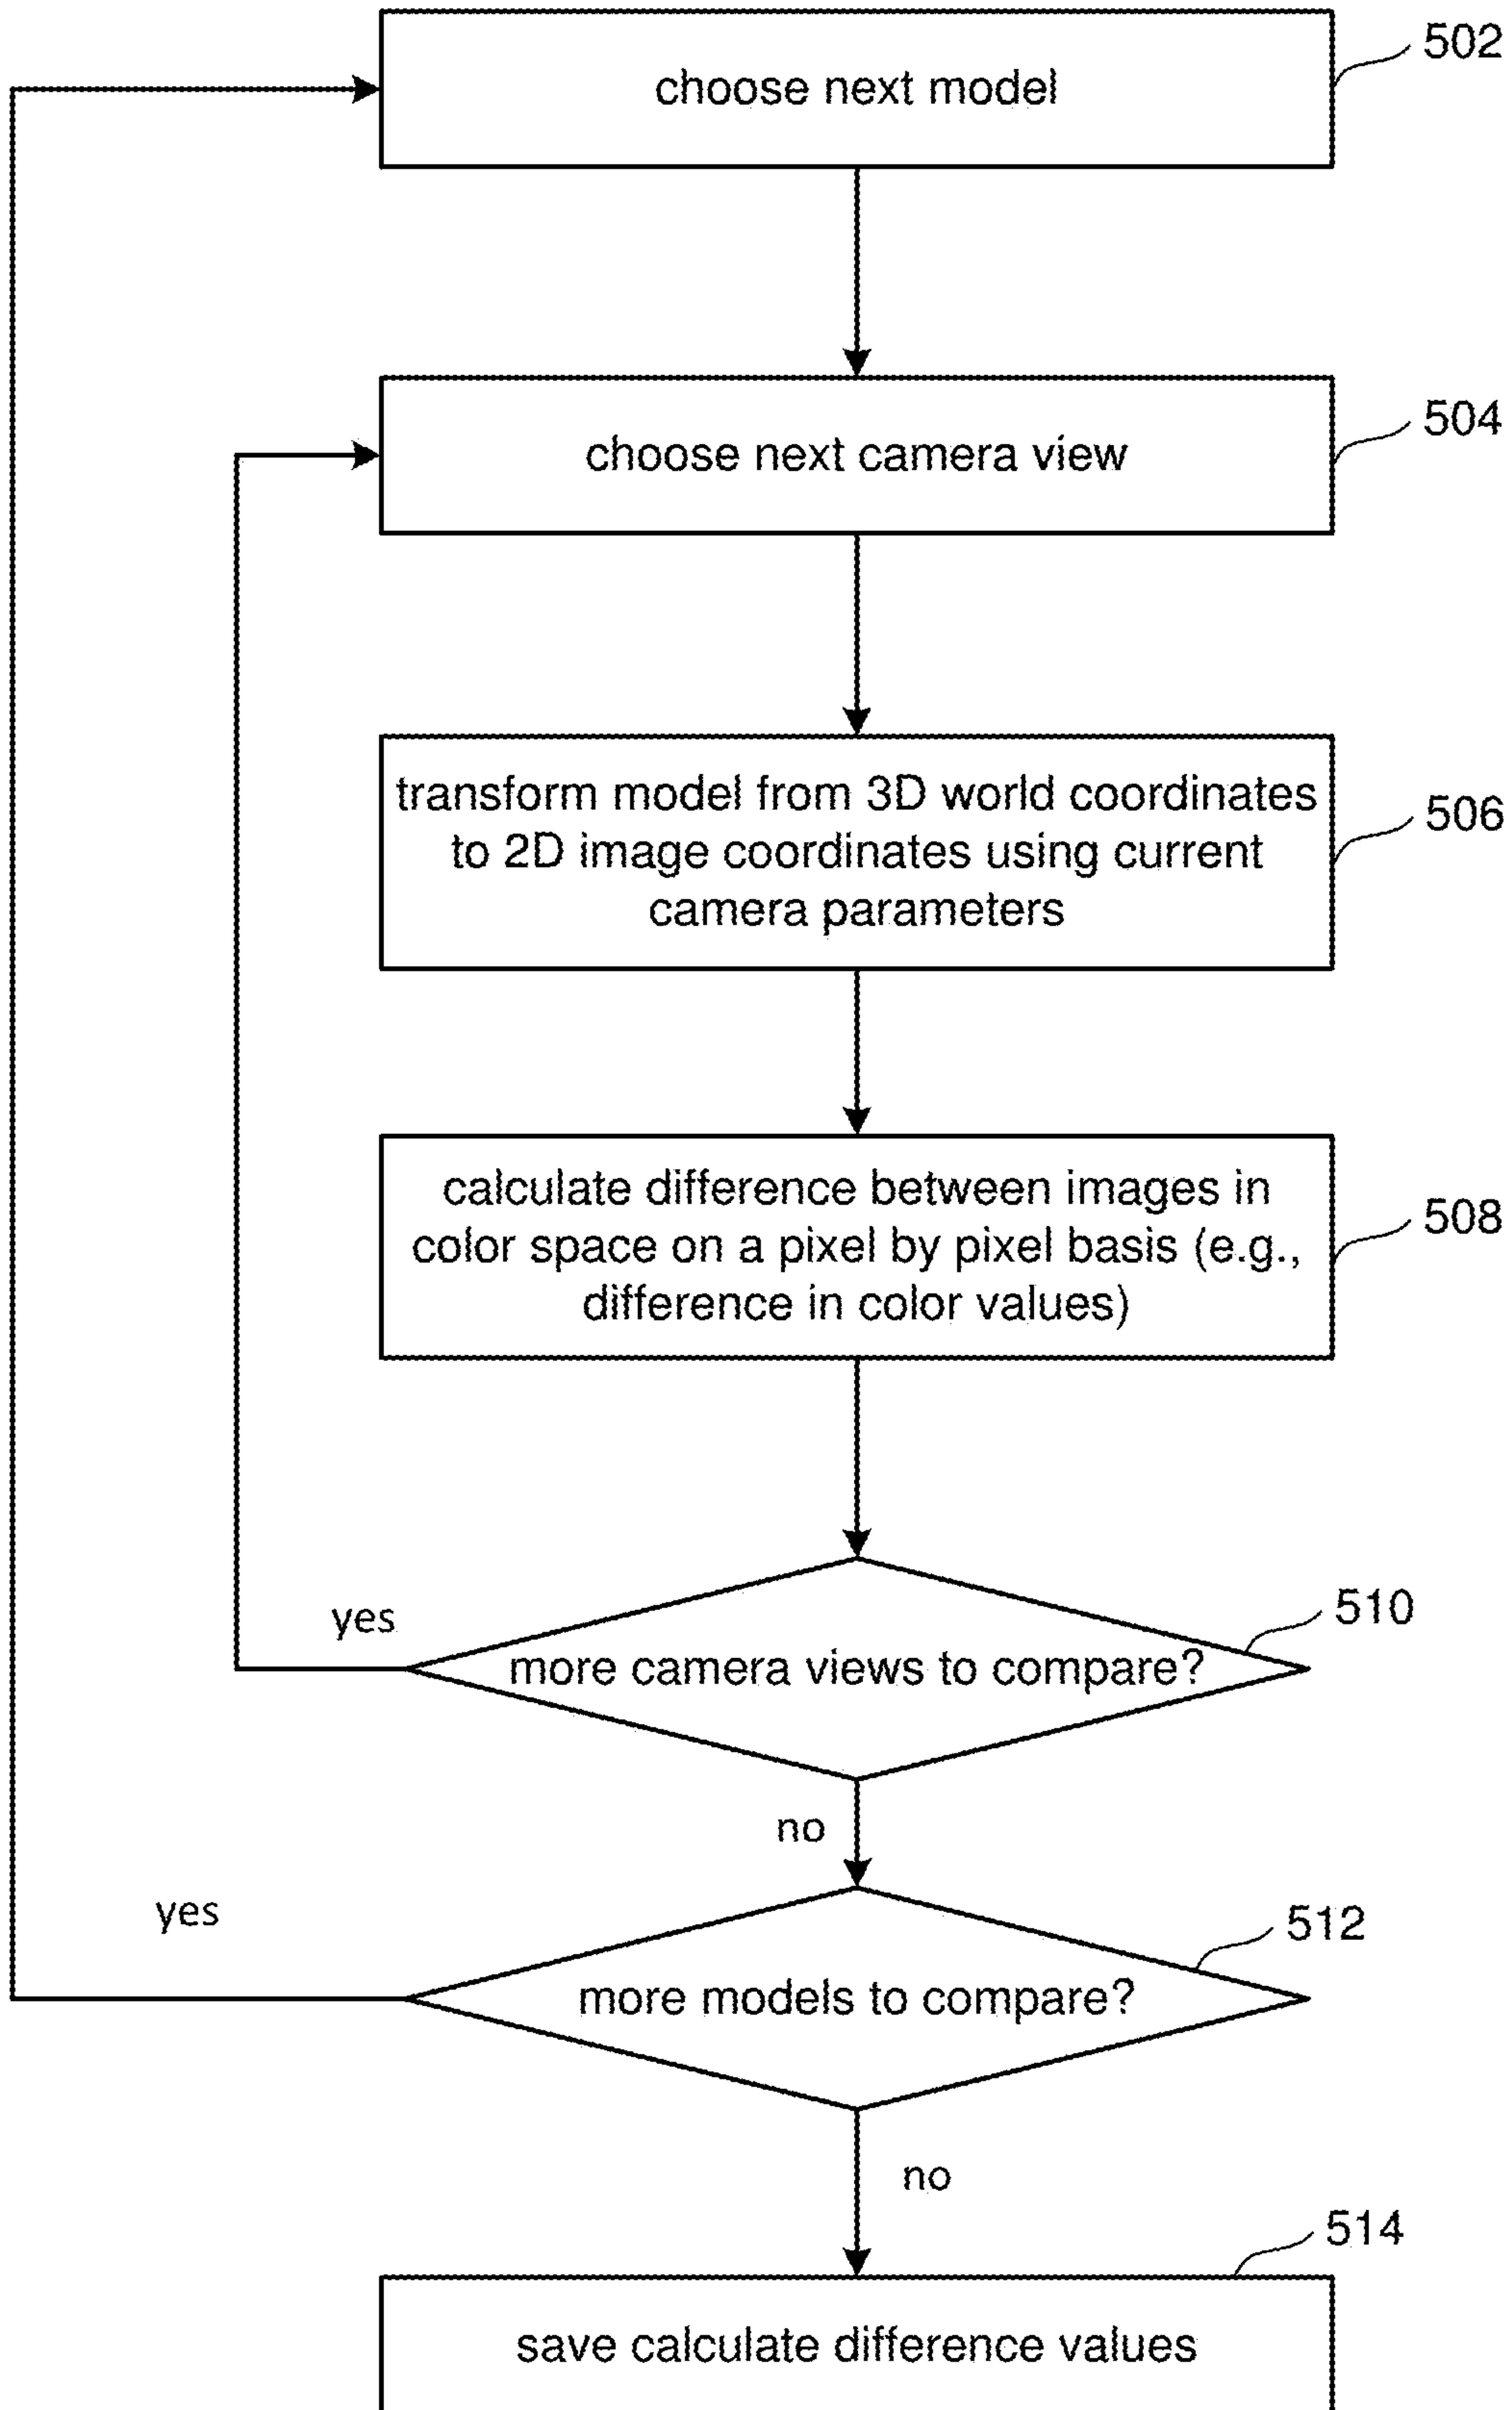 502
choose next model
504
choose next camera view
transform model from 3D world coordinates
to 2D image coordinates using current
camera parameters
506
calculate difference between images in
color space on a pixel by pixel basis (e.g.,
difference in color values)
508
yes
510
more camera views to compare?
no
yes
512
more models to compare?
no
514
save calculate difference values